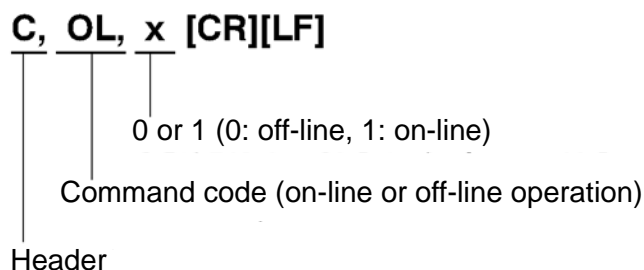 C, OL, x [CR][LF]
0 or 1 (0: off-line, 1: on-line)
Command code (on-line or off-line operation)
Header